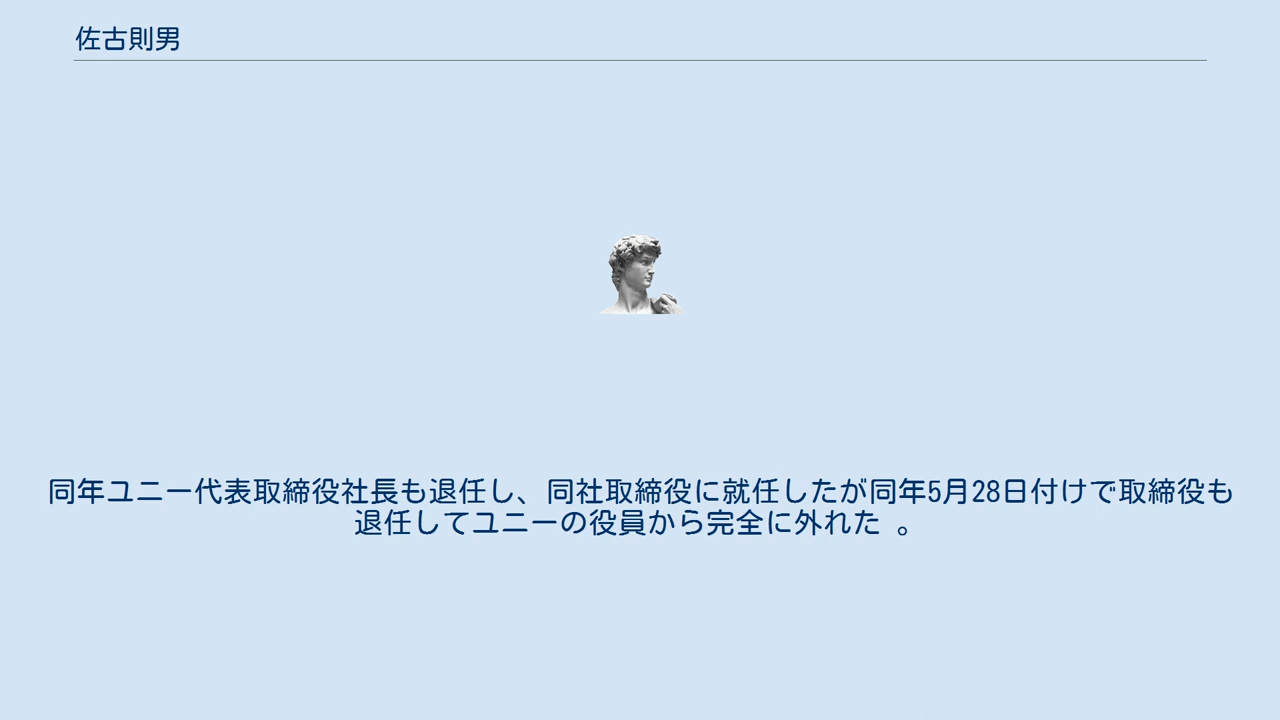 佐古則男
同年ユニー代表取締役社長も退任し、同社取締役に就任したが同年5月28日付けで取締役も
退任してユニーの役員から完全に外れた 。